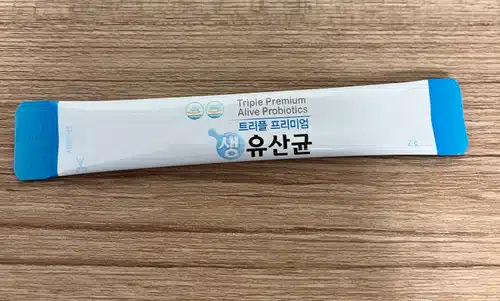 Triple Premium
Alive Probiotics
트리플 프리미엄
생 유산균
2g